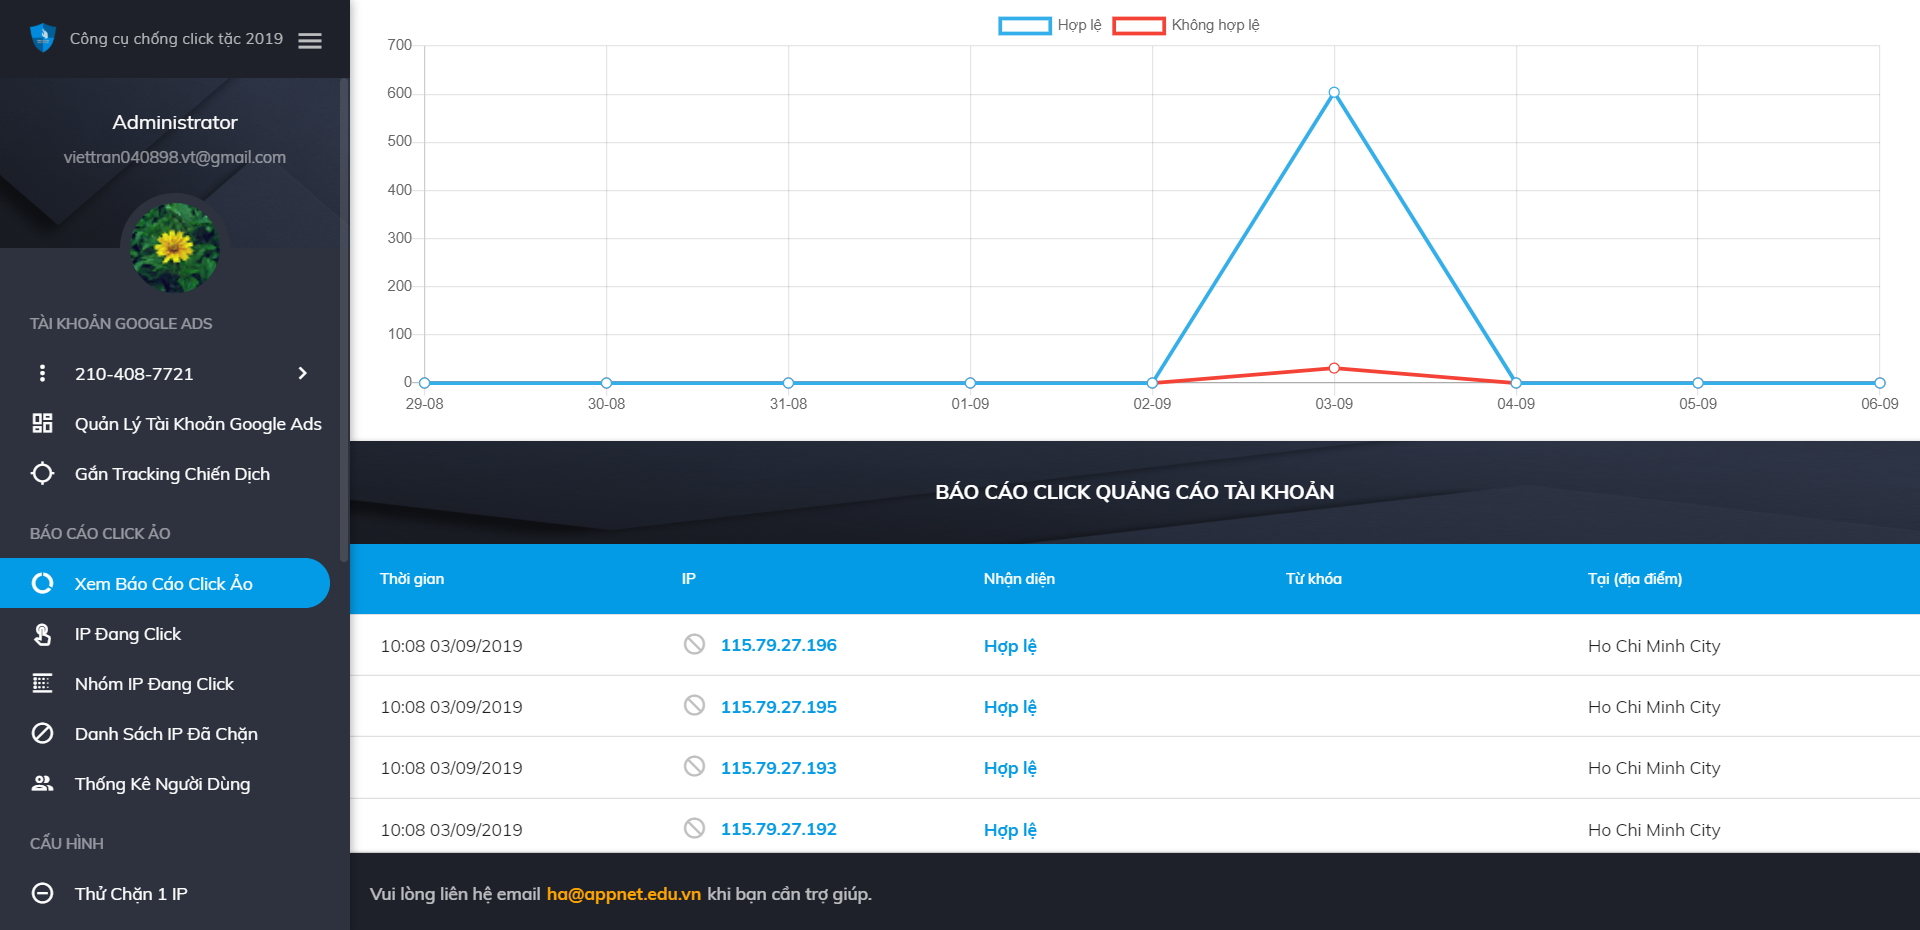 Công cụ chống click tặc 2019
Administrator
viettran040898.vt@gmail.com
TÀI KHOẢN GOOGLE ADS
210-408-7721
Quản Lý Tài Khoản Google Ads
Gắn Tracking Chiến Dịch
BÁO CÁO CLICK ẢO
Xem Báo Cáo Click Ảo
IP Đang Click
Nhóm IP Đang Click
Danh Sách IP Đã Chặn
Thống Kê Người Dùng
CẤU HÌNH
Thử Chặn 1 IP
Hợp lệ Không hợp lệ
700
600
500
400
300
200
100
0
29-08 30-08 31-08 01-09 02-09 03-09 04-09 05-09 06-09
BÁO CÁO CLICK QUẢNG CÁO TÀI KHOẢN
Thời gian IP Nhận diện Từ khóa Tại (địa điểm)
10:08 03/09/2019 115.79.27.196 Hợp lệ Ho Chi Minh City
10:08 03/09/2019 115.79.27.195 Hợp lệ Ho Chi Minh City
10:08 03/09/2019 115.79.27.193 Hợp lệ Ho Chi Minh City
10:08 03/09/2019 115.79.27.192 Hợp lệ Ho Chi Minh City
Vui lòng liên hệ email ha@appnet.edu.vn khi bạn cần trợ giúp.